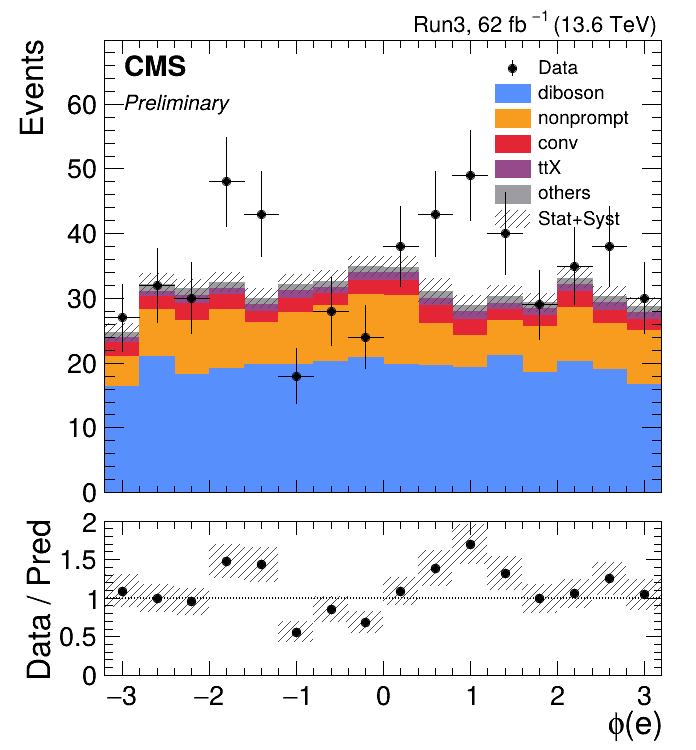 Run3, 62 fb⁻¹ (13.6 TeV)
Events
CMS
Preliminary
Data
diboson
nonprompt
conv
ttX
others
Stat+Syst
60
50
40
30
20
10
0
Data / Pred
2
1.5
1
0.5
0
−3 −2 −1 0 1 2 3
ϕ(e)